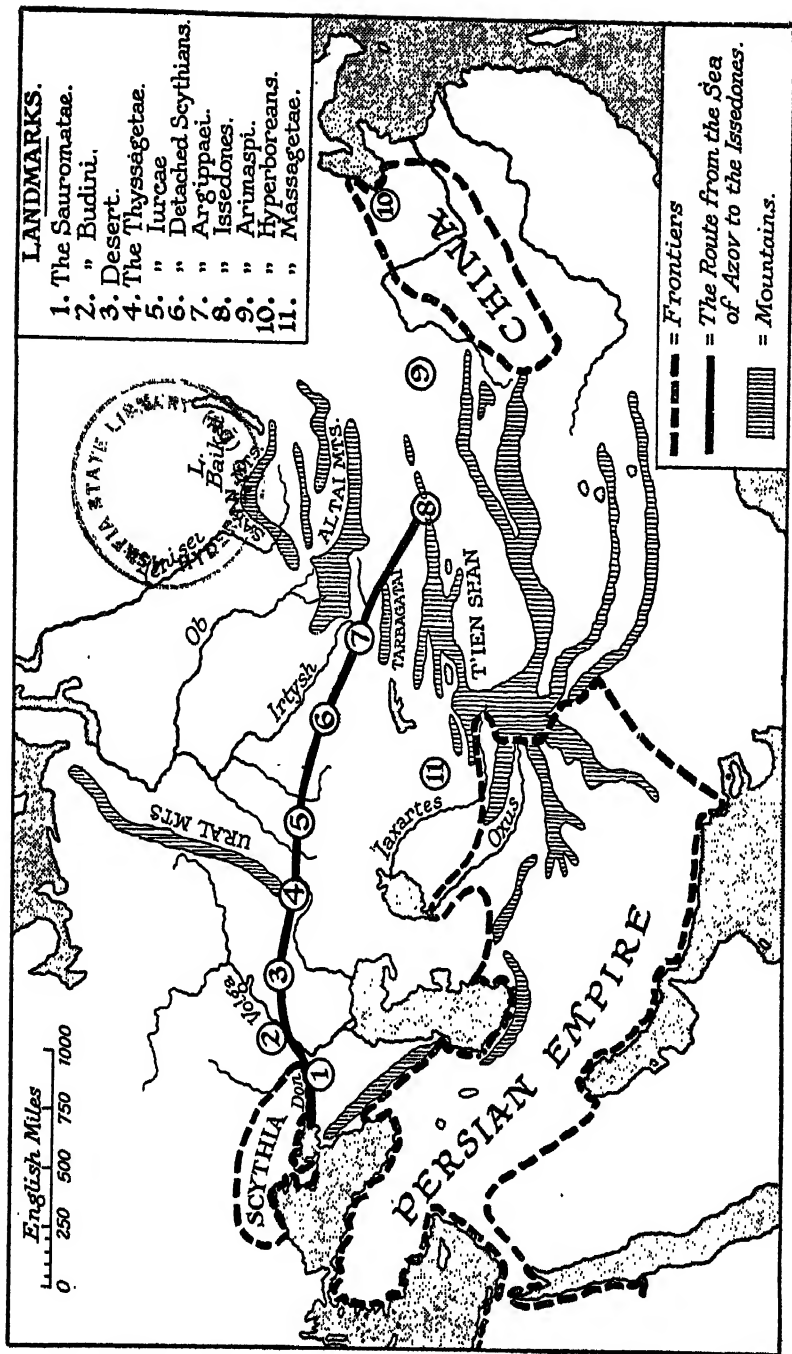 LANDMARKS.
1. The Sauromatae.
2. „ Budini.
3. Desert.
4. The Thyssagetae.
5. „ Iurcae
6. „ Detached Scythians.
7. „ Argippaei.
8. „ Issedones.
9. „ Arimaspi.
10. „ Hyperboreans.
11. „ Massagetae.
English Miles
0 250 500 750 1000
STATE LIBRARY
L. Baikal
ALTAI MTS.
Ob
Irtysh
URAL MTS
TARBAGATAI
T'IEN SHAN
Volga
Don
SCYTHIA
Iaxartes
Oxus
PERSIAN EMPIRE
CHINA
1
2
3
4
5
6
7
8
9
10
11
= Frontiers
= The Route from the Sea
of Azov to the Issedones.
= Mountains.